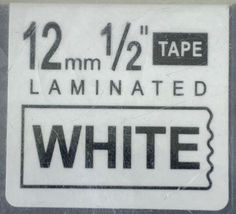 12mm 1/2" TAPE
LAMINATED
WHITE